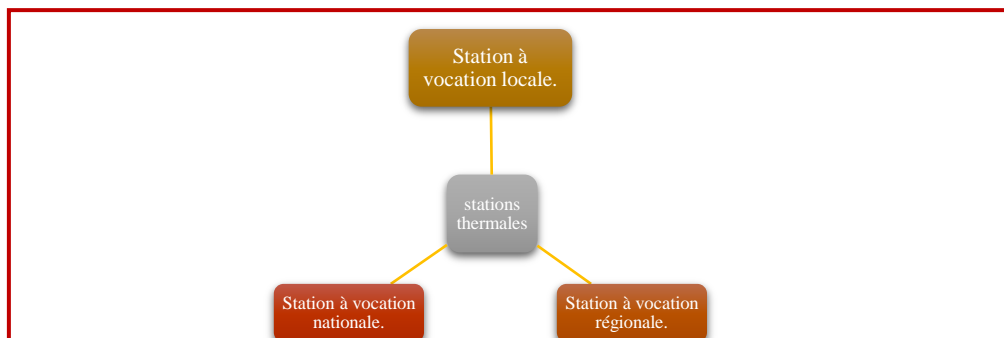 Station à
vocation locale.
stations
thermales
Station à vocation
nationale.
Station à vocation
régionale.